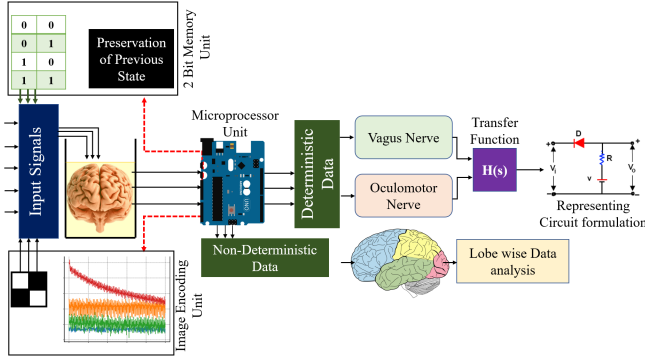 0 0
0 1
1 0
1 1
Preservation
of Previous
State
2 Bit Memory
Unit
Input Signals
Microprocessor
Unit
UNO
Deterministic
Data
Vagus Nerve
Oculomotor
Nerve
Transfer
Function
H(s)
D
R
V
Vi
Vo
+
+
Representing
Circuit formulation
Non-Deterministic
Data
Lobe wise Data
analysis
Image Encoding
Unit